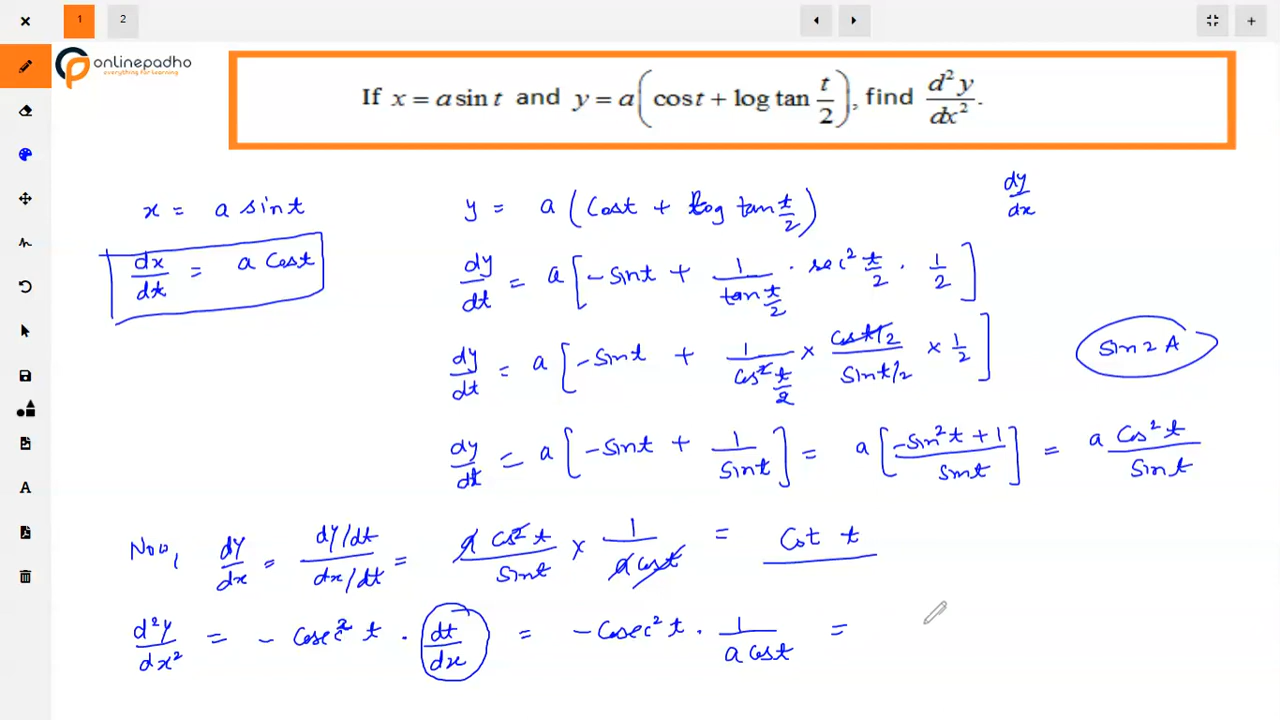 1 2
onlinepadho
everything for learning
If x = a sin t and y = a(cos t + log tan t/2), find d²y/dx².
x = a sint
y = a (Cost + log tan t/2)
dy/dx
dx/dt = a Cost
dy/dt = a [-sint + 1/(tan t/2) · sec² t/2 · 1/2]
dy/dt = a [-sint + 1/(cos² t/2) × (cos t/2)/(sin t/2) × 1/2]
sin 2A
dy/dt = a [-sint + 1/sint] = a [(-sin²t + 1)/sint] = a Cos²t/Sint
Now, dy/dx = (dy/dt)/(dx/dt) = a cos²t/sint × 1/(a cost) = Cot t
d²y/dx² = - Cosec² t · dt/dx = - Cosec² t · 1/(a cost) =